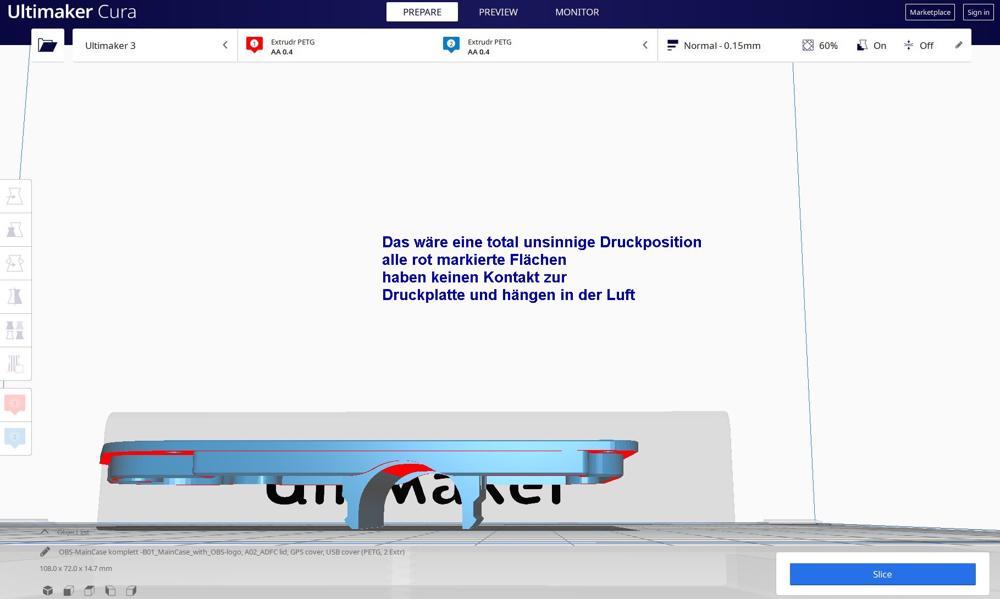 Ultimaker Cura
PREPARE
PREVIEW
MONITOR
Marketplace
Sign in
Ultimaker 3
1
Extrudr PETG
AA 0.4
2
Extrudr PETG
AA 0.4
Normal - 0.15mm
60%
On
Off
Das wäre eine total unsinnige Druckposition
alle rot markierte Flächen
haben keinen Kontakt zur
Druckplatte und hängen in der Luft
Object list
OBS-MainCase komplett -B01_MainCase_with_OBS-logo, A02_ADFC lid, GPS cover, USB cover (PETG, 2 Extr)
108.0 x 72.0 x 14.7 mm
Slice